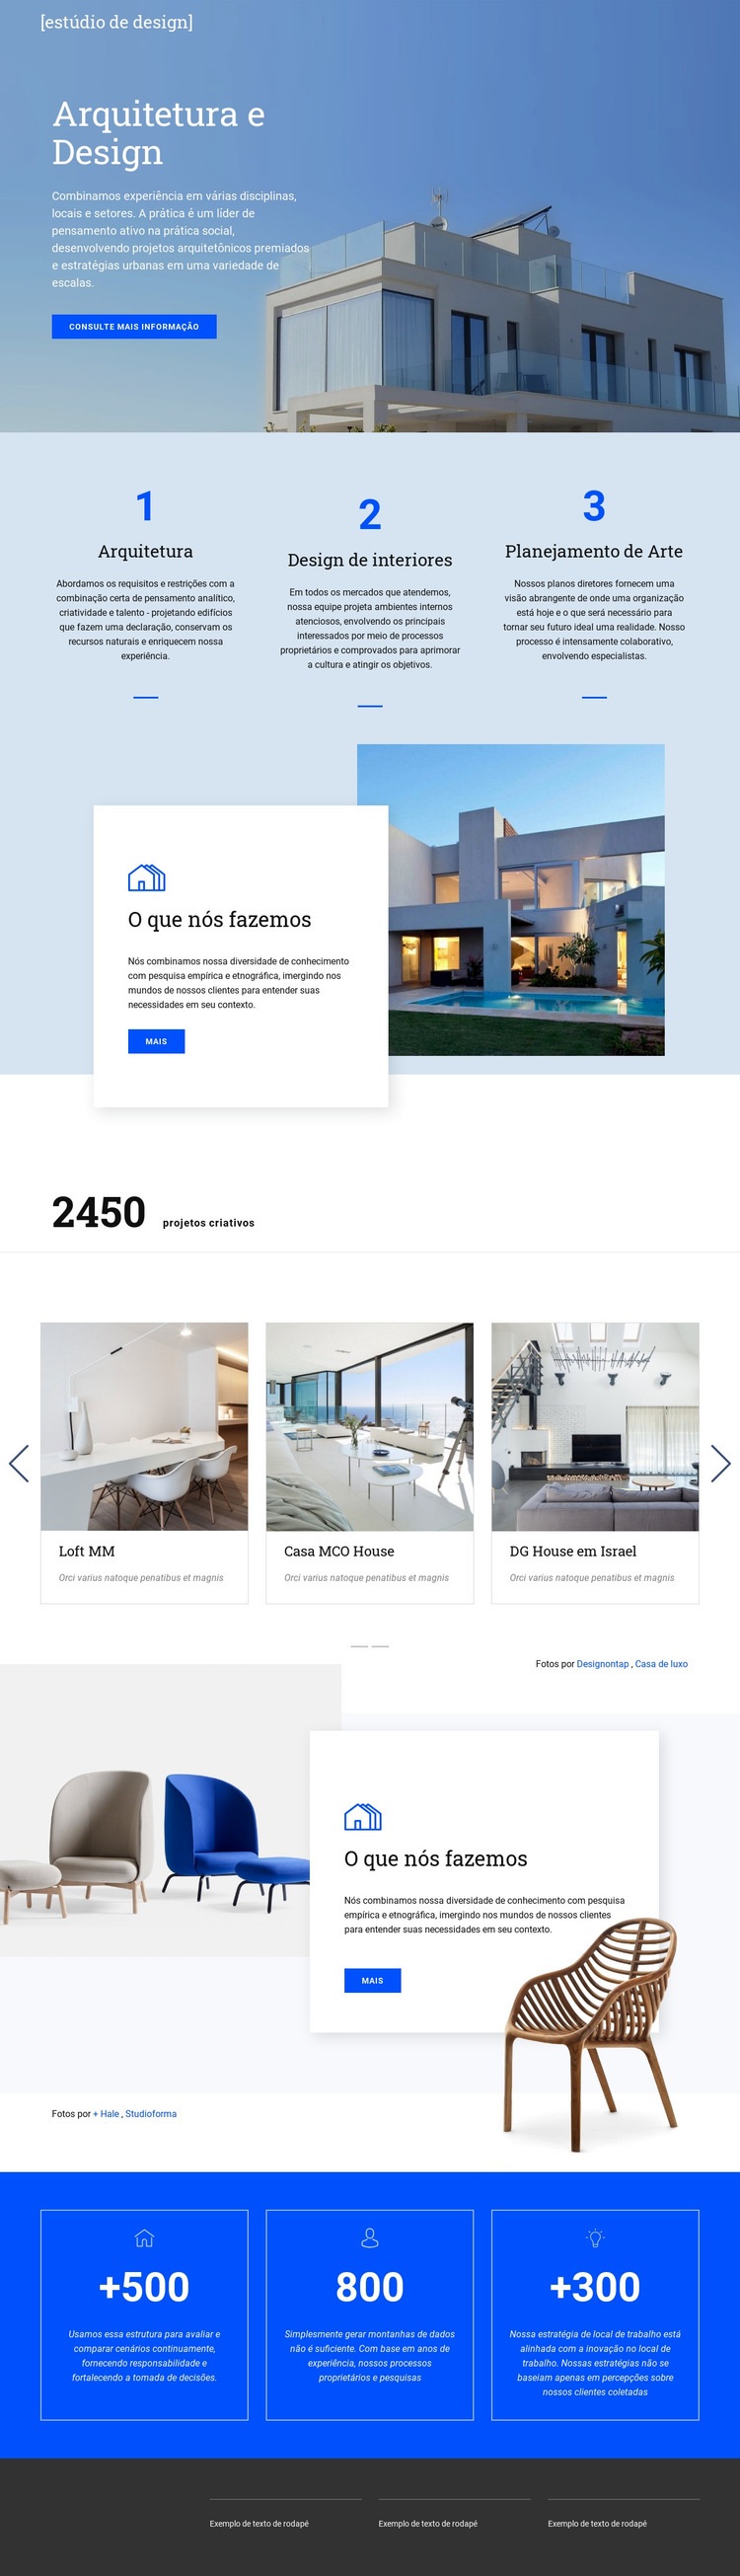 [estúdio de design]
Arquitetura e
Design
Combinamos experiência em várias disciplinas,
locais e setores. A prática é um líder de
pensamento ativo na prática social,
desenvolvendo projetos arquitetônicos premiados
e estratégias urbanas em uma variedade de
escalas.
CONSULTE MAIS INFORMAÇÃO
1
Arquitetura
Abordamos os requisitos e restrições com a
combinação certa de pensamento analítico,
criatividade e talento - projetando edifícios
que fazem uma declaração, conservam os
recursos naturais e enriquecem nossa
experiência.
2
Design de interiores
Em todos os mercados que atendemos,
nossa equipe projeta ambientes internos
atenciosos, envolvendo os principais
interessados por meio de processos
proprietários e comprovados para aprimorar
a cultura e atingir os objetivos.
3
Planejamento de Arte
Nossos planos diretores fornecem uma
visão abrangente de onde uma organização
está hoje e o que será necessário para
tornar seu futuro ideal uma realidade. Nosso
processo é intensamente colaborativo,
envolvendo especialistas.
O que nós fazemos
Nós combinamos nossa diversidade de conhecimento
com pesquisa empírica e etnográfica, imergindo nos
mundos de nossos clientes para entender suas
necessidades em seu contexto.
MAIS
2450 projetos criativos
Loft MM
Orci varius natoque penatibus et magnis
Casa MCO House
Orci varius natoque penatibus et magnis
DG House em Israel
Orci varius natoque penatibus et magnis
Fotos por Designontap , Casa de luxo
O que nós fazemos
Nós combinamos nossa diversidade de conhecimento com pesquisa
empírica e etnográfica, imergindo nos mundos de nossos clientes
para entender suas necessidades em seu contexto.
MAIS
Fotos por + Hale , Studioforma
+500
Usamos essa estrutura para avaliar e
comparar cenários continuamente,
fornecendo responsabilidade e
fortalecendo a tomada de decisões.
800
Simplesmente gerar montanhas de dados
não é suficiente. Com base em anos de
experiência, nossos processos
proprietários e pesquisas
+300
Nossa estratégia de local de trabalho está
alinhada com a inovação no local de
trabalho. Nossas estratégias não se
baseiam apenas em percepções sobre
nossos clientes coletadas
Exemplo de texto de rodapé
Exemplo de texto de rodapé
Exemplo de texto de rodapé